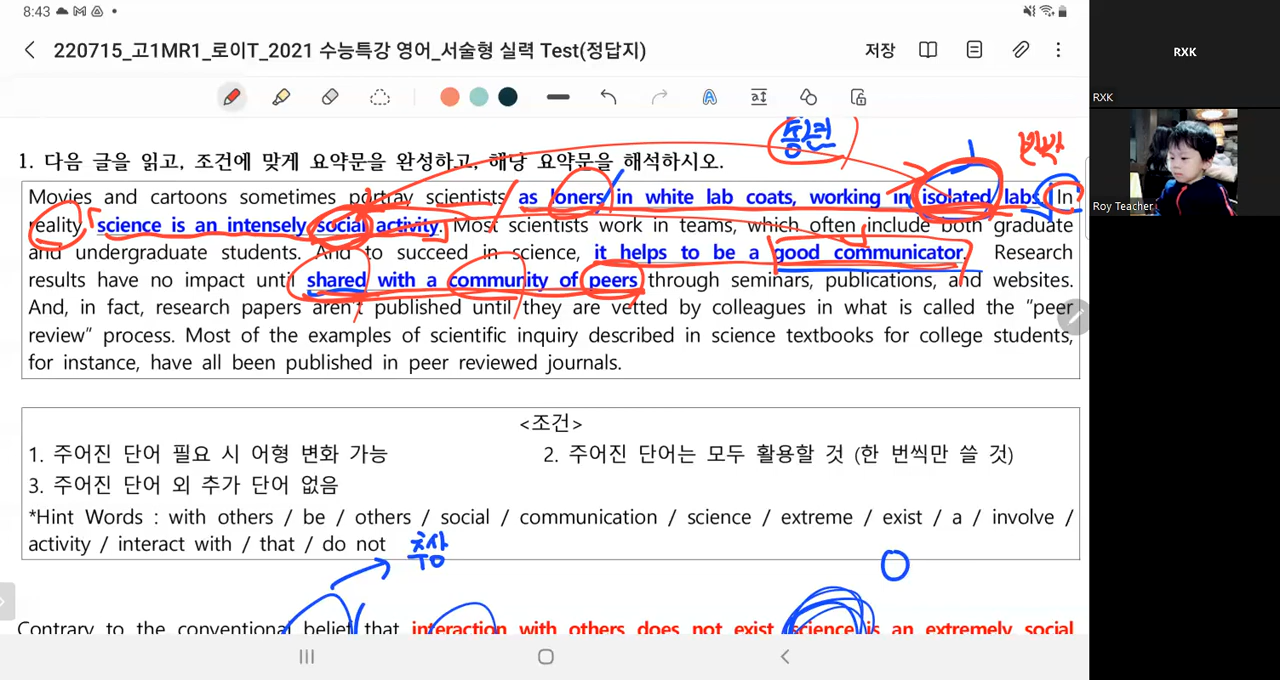 8:43
220715_고1MR1_로이T_2021 수능특강 영어_서술형 실력 Test(정답지)
저장
RXK
RXK
Roy Teacher
통념
반박
1. 다음 글을 읽고, 조건에 맞게 요약문을 완성하고, 해당 요약문을 해석하시오.
Movies and cartoons sometimes portray scientists as loners in white lab coats, working in isolated labs. In
reality, science is an intensely social activity. Most scientists work in teams, which often include both graduate
and undergraduate students. And to succeed in science, it helps to be a good communicator. Research
results have no impact until shared with a community of peers through seminars, publications, and websites.
And, in fact, research papers aren't published until they are vetted by colleagues in what is called the “peer
review” process. Most of the examples of scientific inquiry described in science textbooks for college students,
for instance, have all been published in peer reviewed journals.
<조건>
1. 주어진 단어 필요 시 어형 변화 가능 2. 주어진 단어는 모두 활용할 것 (한 번씩만 쓸 것)
3. 주어진 단어 외 추가 단어 없음
*Hint Words : with others / be / others / social / communication / science / extreme / exist / a / involve /
activity / interact with / that / do not
추상
Contrary to the conventional belief that interaction with others does not exist science is an extremely social